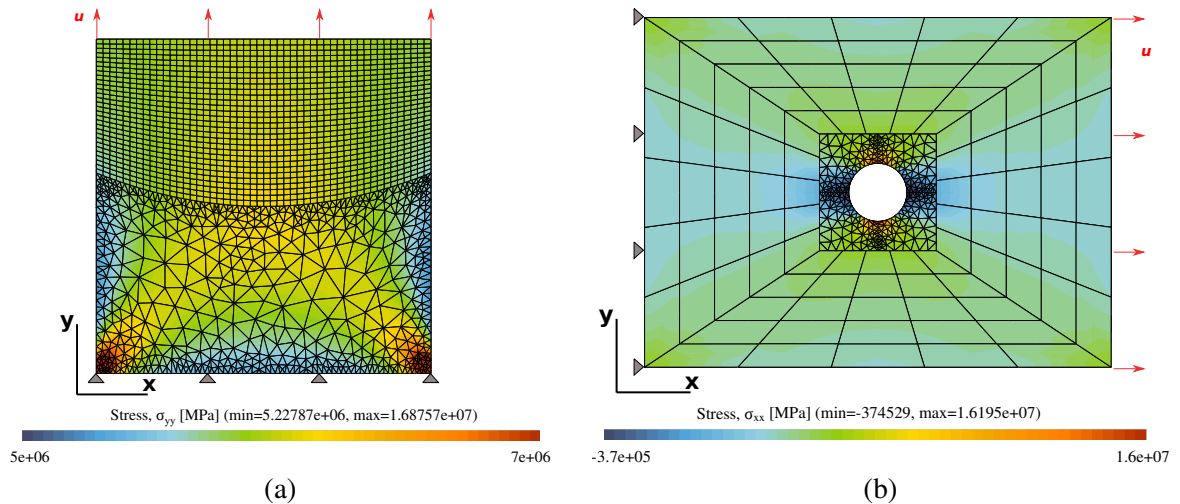 u
y
x
Stress, σyy [MPa] (min=5.22787e+06, max=1.68757e+07)
5e+06 7e+06
(a)
u
y
x
Stress, σxx [MPa] (min=-374529, max=1.6195e+07)
-3.7e+05 1.6e+07
(b)